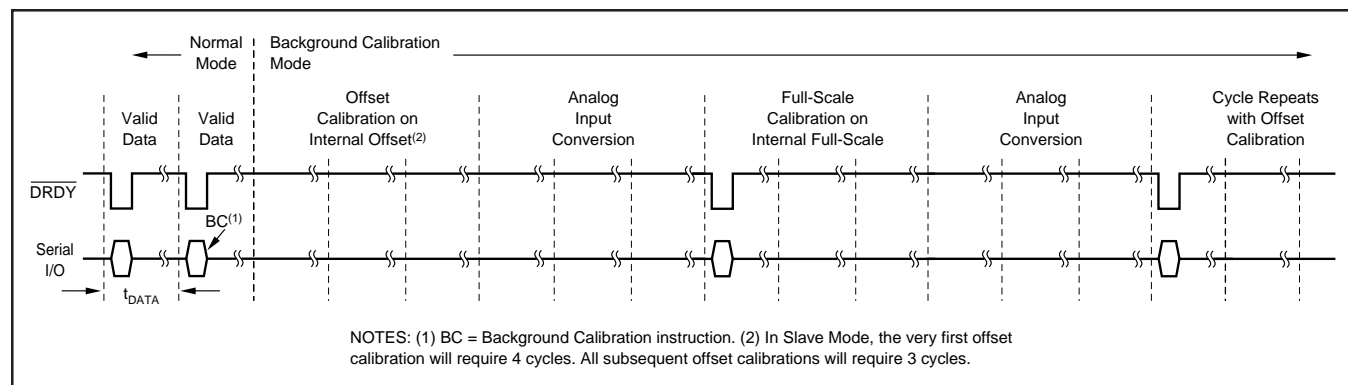 Normal
Mode
Background Calibration
Mode
Valid
Data
Valid
Data
Offset
Calibration on
Internal Offset(2)
Analog
Input
Conversion
Full-Scale
Calibration on
Internal Full-Scale
Analog
Input
Conversion
Cycle Repeats
with Offset
Calibration
DRDY
BC(1)
Serial
I/O
tDATA
NOTES: (1) BC = Background Calibration instruction. (2) In Slave Mode, the very first offset
calibration will require 4 cycles. All subsequent offset calibrations will require 3 cycles.